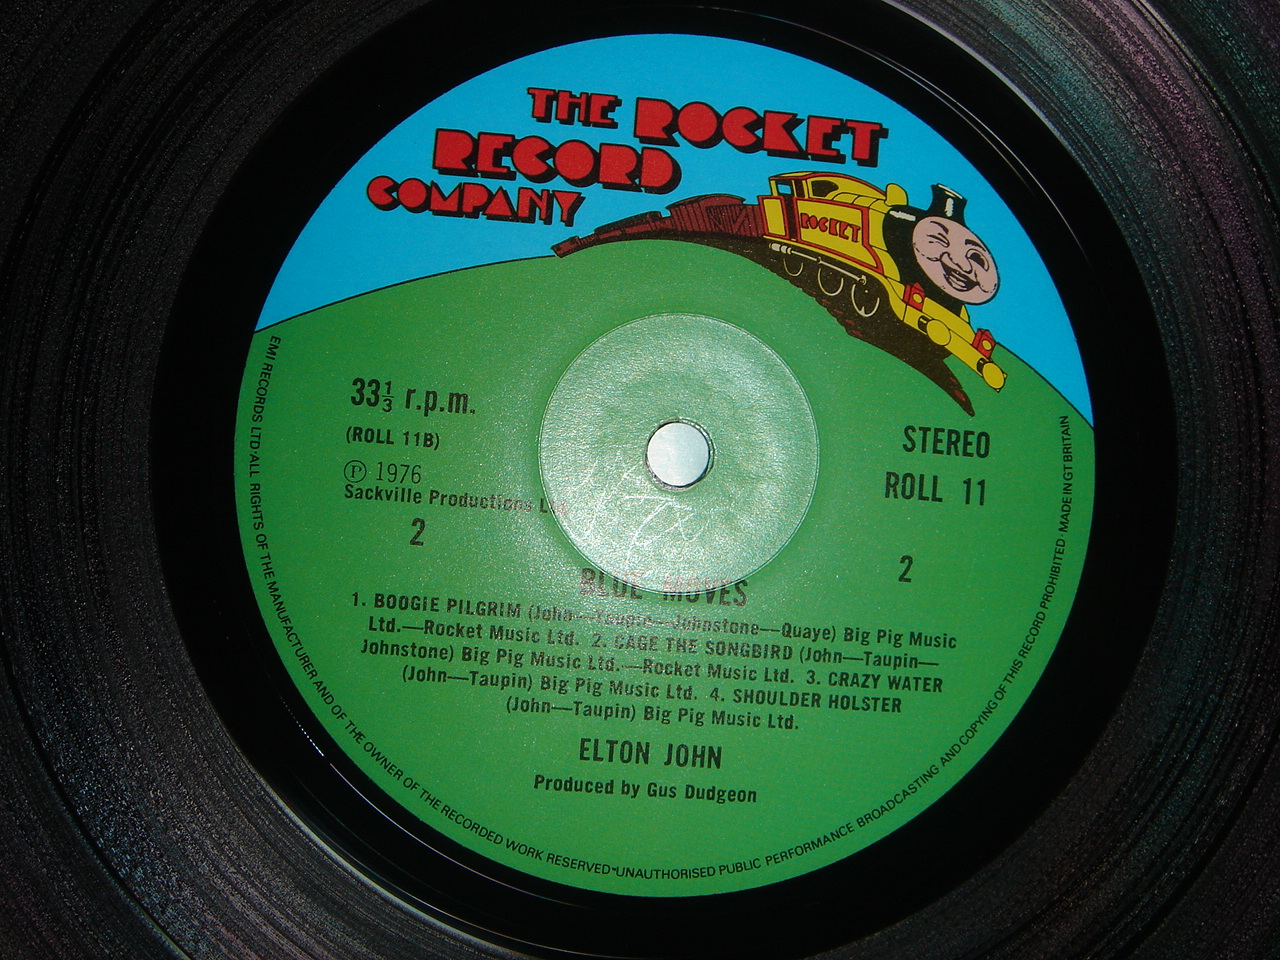 THE ROCKET
RECORD
COMPANY
ROCKET
33⅓ r.p.m.
(ROLL 11B)
Ⓟ 1976
Sackville Productions
2
STEREO
ROLL 11
2
BLUE MOVES
1. BOOGIE PILGRIM (John—Taupin—Johnstone—Quaye) Big Pig Music
Ltd.—Rocket Music Ltd. 2. CAGE THE SONGBIRD (John—Taupin—
Johnstone) Big Pig Music Ltd.—Rocket Music Ltd. 3. CRAZY WATER
(John—Taupin) Big Pig Music Ltd. 4. SHOULDER HOLSTER
(John—Taupin) Big Pig Music Ltd.
ELTON JOHN
Produced by Gus Dudgeon
EMI RECORDS LTD·ALL RIGHTS OF THE MANUFACTURER AND OF THE OWNER OF THE RECORDED WORK RESERVED·UNAUTHORISED PUBLIC PERFORMANCE BROADCASTING AND COPYING OF THIS RECORD PROHIBITED·MADE IN GT BRITAIN